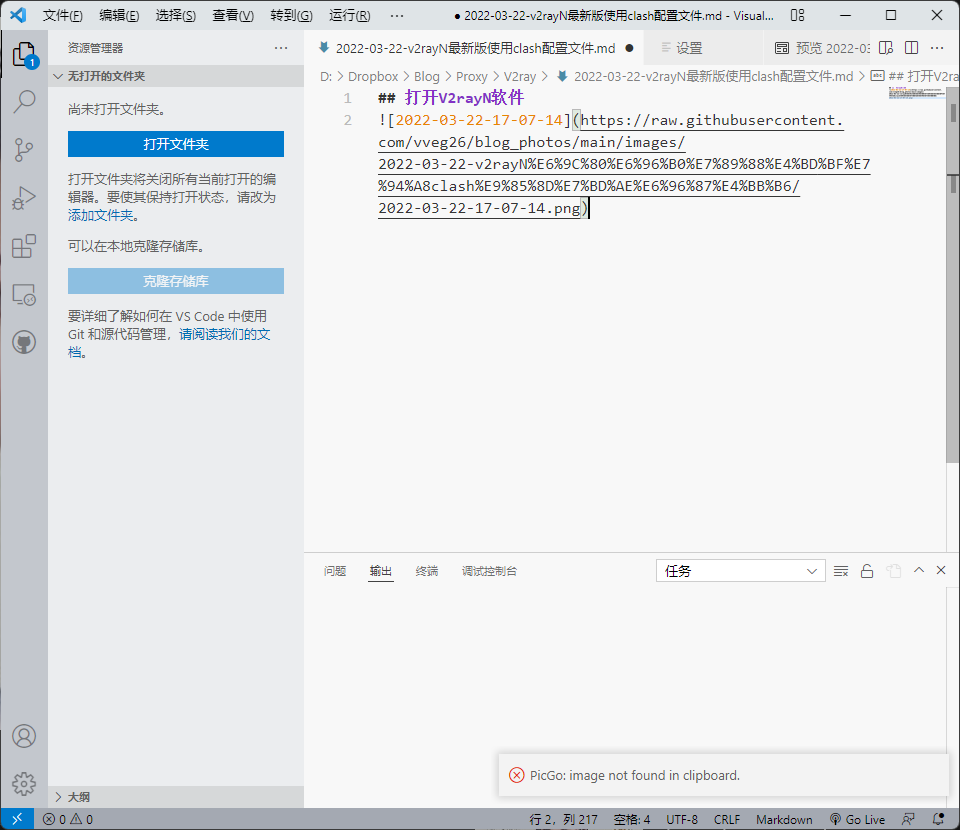 文件(F) 编辑(E) 选择(S) 查看(V) 转到(G) 运行(R) ··· ● 2022-03-22-v2rayN最新版使用clash配置文件.md - Visual...
资源管理器 ···
无打开的文件夹
尚未打开文件夹。
打开文件夹
打开文件夹将关闭所有当前打开的编
辑器。要使其保持打开状态，请改为
添加文件夹。
可以在本地克隆存储库。
克隆存储库
要详细了解如何在 VS Code 中使用
Git 和源代码管理，请阅读我们的文
档。
大纲
1
2022-03-22-v2rayN最新版使用clash配置文件.md ● 设置 预览 2022-03 ···
D: > Dropbox > Blog > Proxy > V2ray > 2022-03-22-v2rayN最新版使用clash配置文件.md > ## 打开V2ra
1 ## 打开V2rayN软件
2 ![2022-03-22-17-07-14](https://raw.githubusercontent.
com/vveg26/blog_photos/main/images/
2022-03-22-v2rayN%E6%9C%80%E6%96%B0%E7%89%88%E4%BD%BF%E7
%94%A8clash%E9%85%8D%E7%BD%AE%E6%96%87%E4%BB%B6/
2022-03-22-17-07-14.png)
问题 输出 终端 调试控制台 任务
PicGo: image not found in clipboard.
0 0 行 2，列 217 空格: 4 UTF-8 CRLF Markdown Go Live